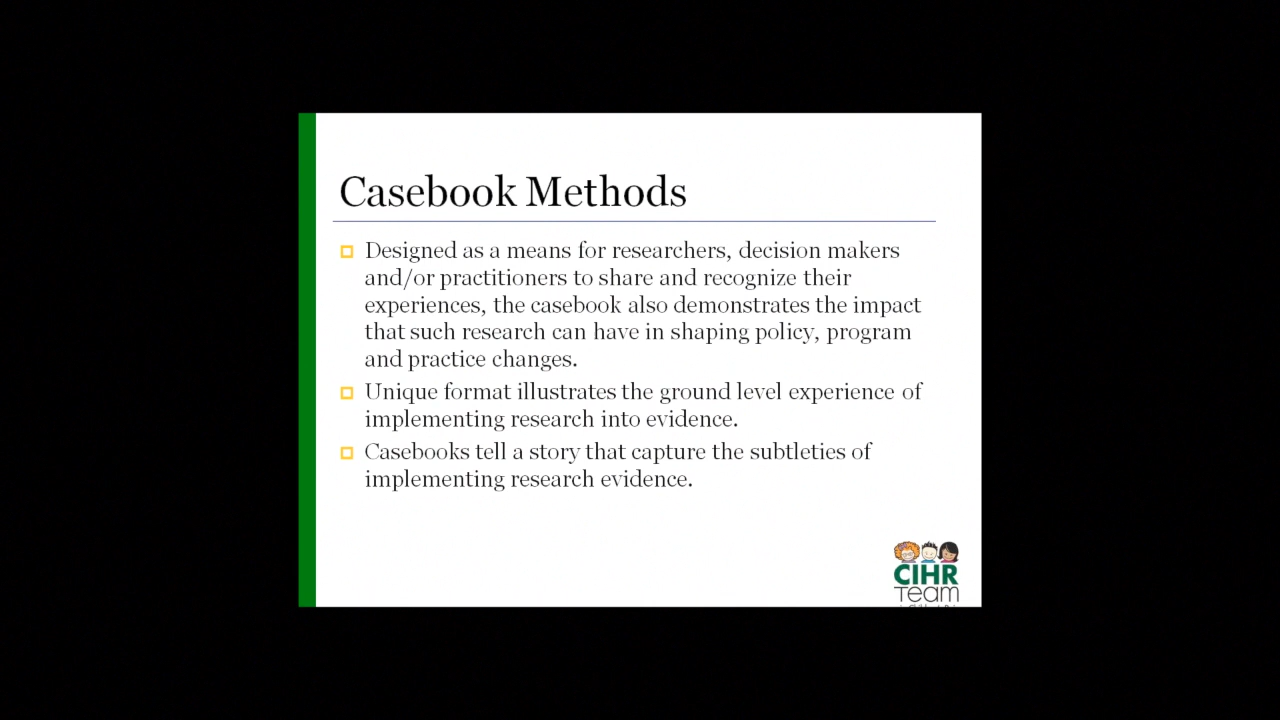 Casebook Methods
Designed as a means for researchers, decision makers
and/or practitioners to share and recognize their
experiences, the casebook also demonstrates the impact
that such research can have in shaping policy, program
and practice changes.
Unique format illustrates the ground level experience of
implementing research into evidence.
Casebooks tell a story that capture the subtleties of
implementing research evidence.
CIHR
Team